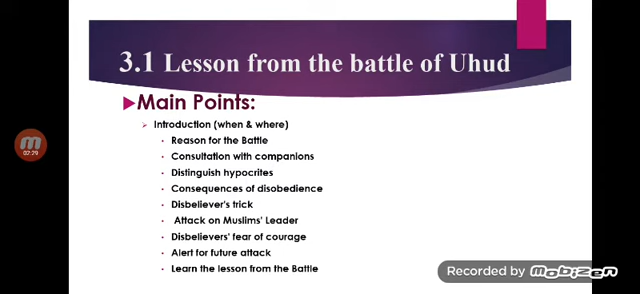 3.1 Lesson from the battle of Uhud
Main Points:
Introduction (when & where)
Reason for the Battle
Consultation with companions
Distinguish hypocrites
Consequences of disobedience
Disbeliever's trick
Attack on Muslims' Leader
Disbelievers' fear of courage
Alert for future attack
Learn the lesson from the Battle
02:29
Recorded by Mobizen